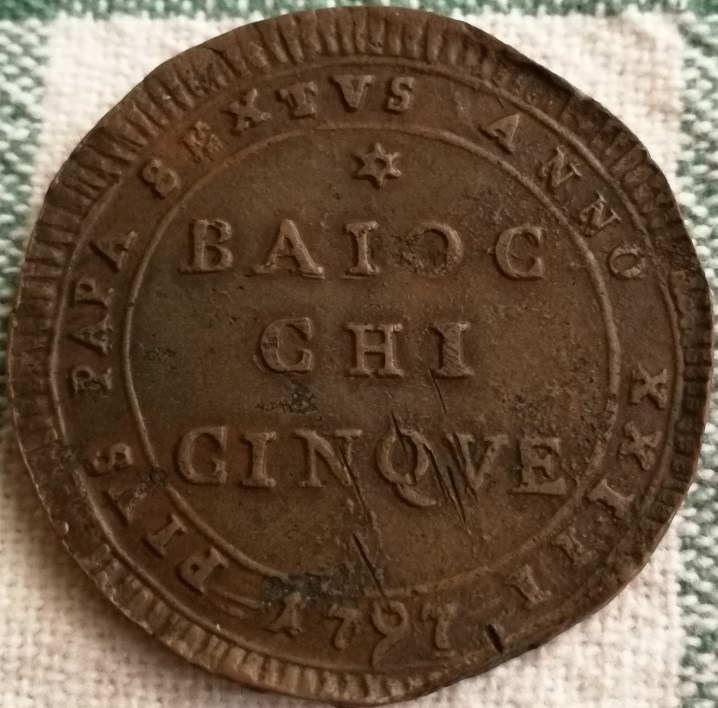 PIVS PAPA SEXTVS ANNO XXIII
BAIOC
CHI
CINQVE
1797